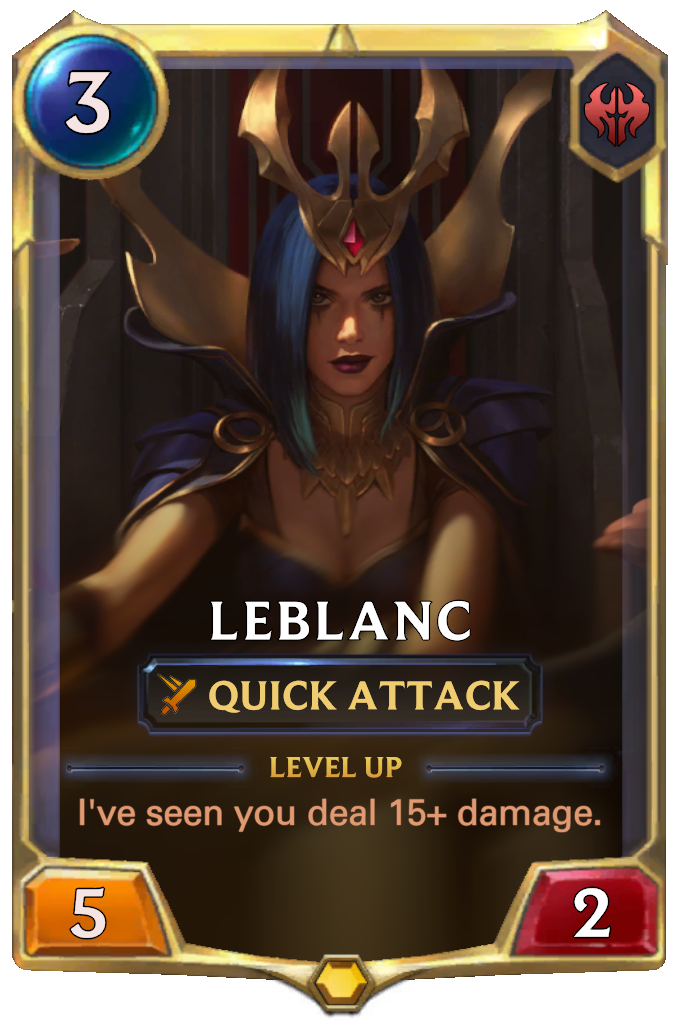 3
LEBLANC
QUICK ATTACK
LEVEL UP
I've seen you deal 15+ damage.
5 2